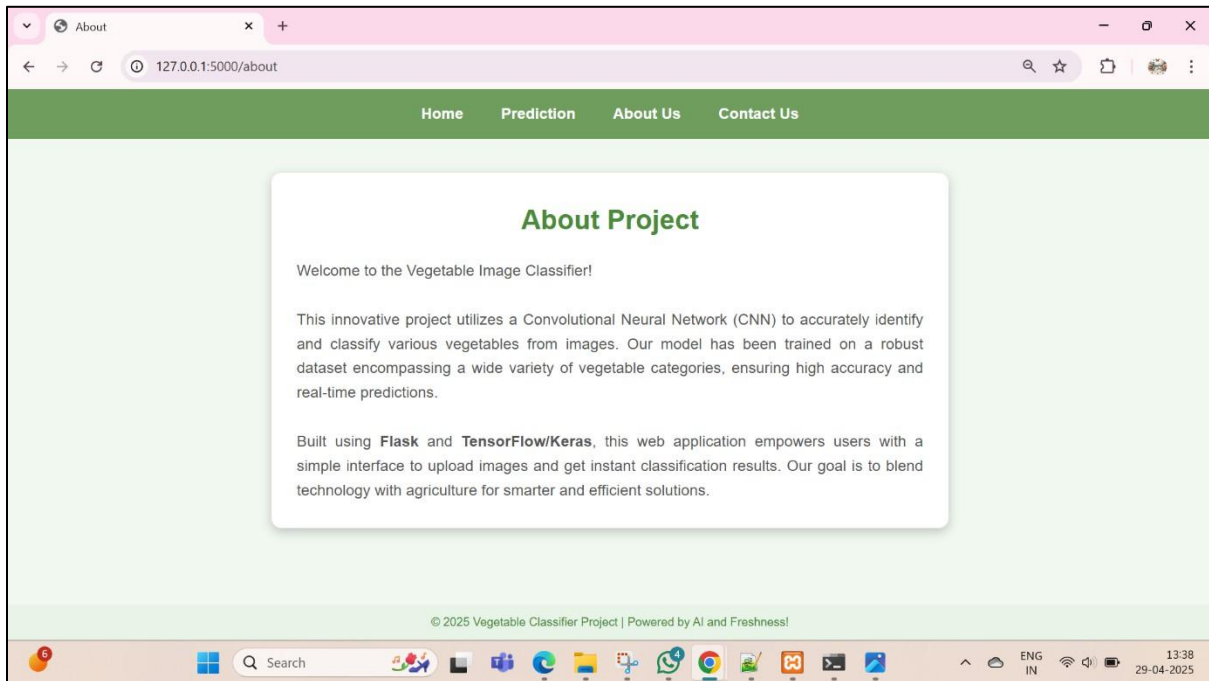 About
127.0.0.1:5000/about
Home Prediction About Us Contact Us
About Project
Welcome to the Vegetable Image Classifier!
This innovative project utilizes a Convolutional Neural Network (CNN) to accurately identify
and classify various vegetables from images. Our model has been trained on a robust
dataset encompassing a wide variety of vegetable categories, ensuring high accuracy and
real-time predictions.
Built using Flask and TensorFlow/Keras, this web application empowers users with a
simple interface to upload images and get instant classification results. Our goal is to blend
technology with agriculture for smarter and efficient solutions.
© 2025 Vegetable Classifier Project | Powered by AI and Freshness!
6
Search
4
ENG
IN
13:38
29-04-2025